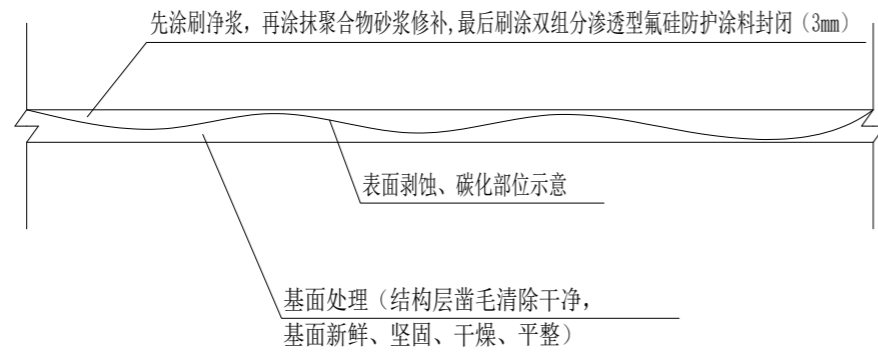 先涂刷净浆，再涂抹聚合物砂浆修补,最后刷涂双组分渗透型氟硅防护涂料封闭（3mm）
表面剥蚀、碳化部位示意
基面处理（结构层凿毛清除干净，
基面新鲜、坚固、干燥、平整）